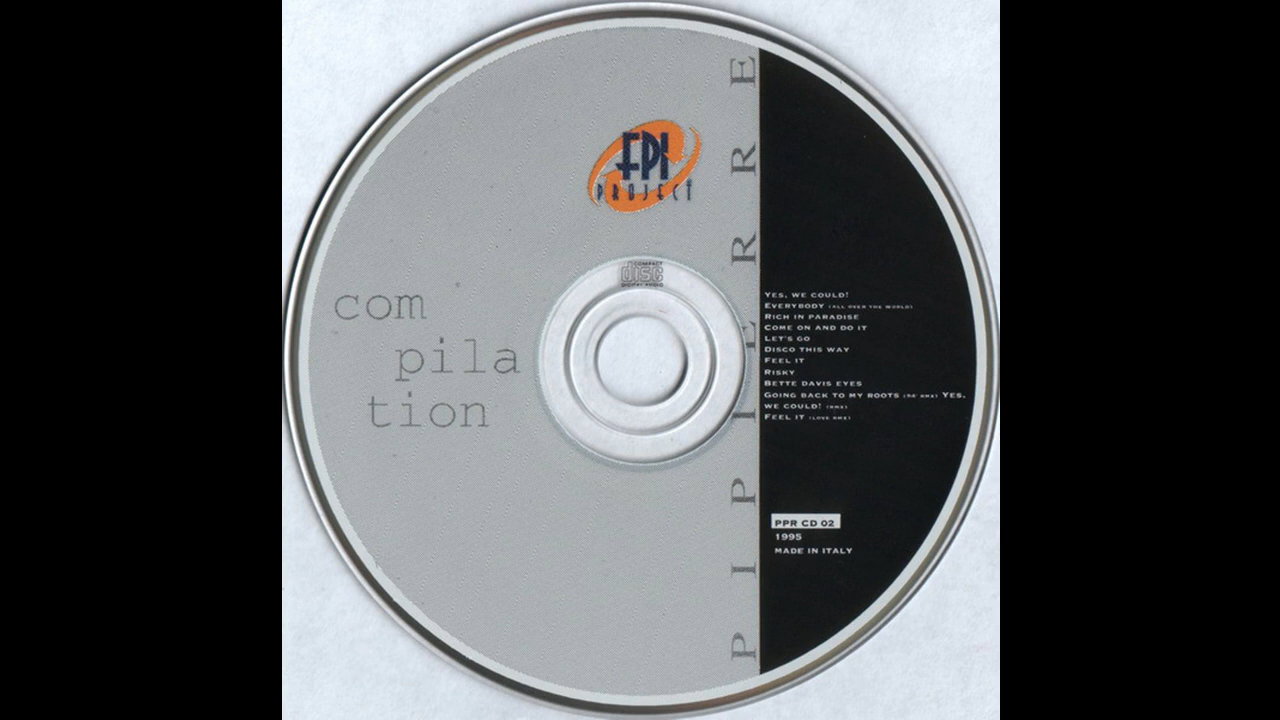 FPI
PROJECT
COMPACT
disc
DIGITAL AUDIO
com
pila
tion
PIPIERRE
YES, WE COULD!
EVERYBODY (ALL OVER THE WORLD)
RICH IN PARADISE
COME ON AND DO IT
LET'S GO
DISCO THIS WAY
FEEL IT
RISKY
BETTE DAVIS EYES
GOING BACK TO MY ROOTS (94' RMX) YES,
WE COULD! (RMX)
FEEL IT (LOVE RMX)
PPR CD 02
1995
MADE IN ITALY